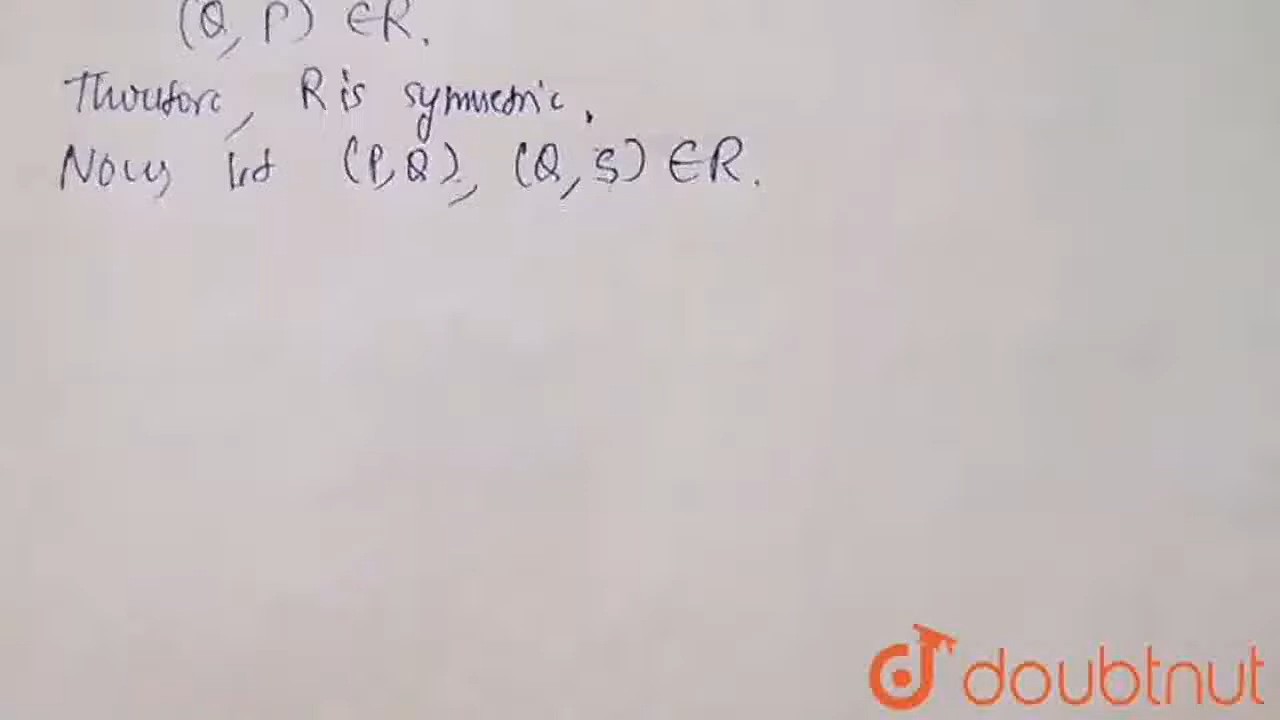 (Q, P) ∈R.
Therefore, R is symmetric.
Now, let (P,Q), (Q, S) ∈R.
doubtnut